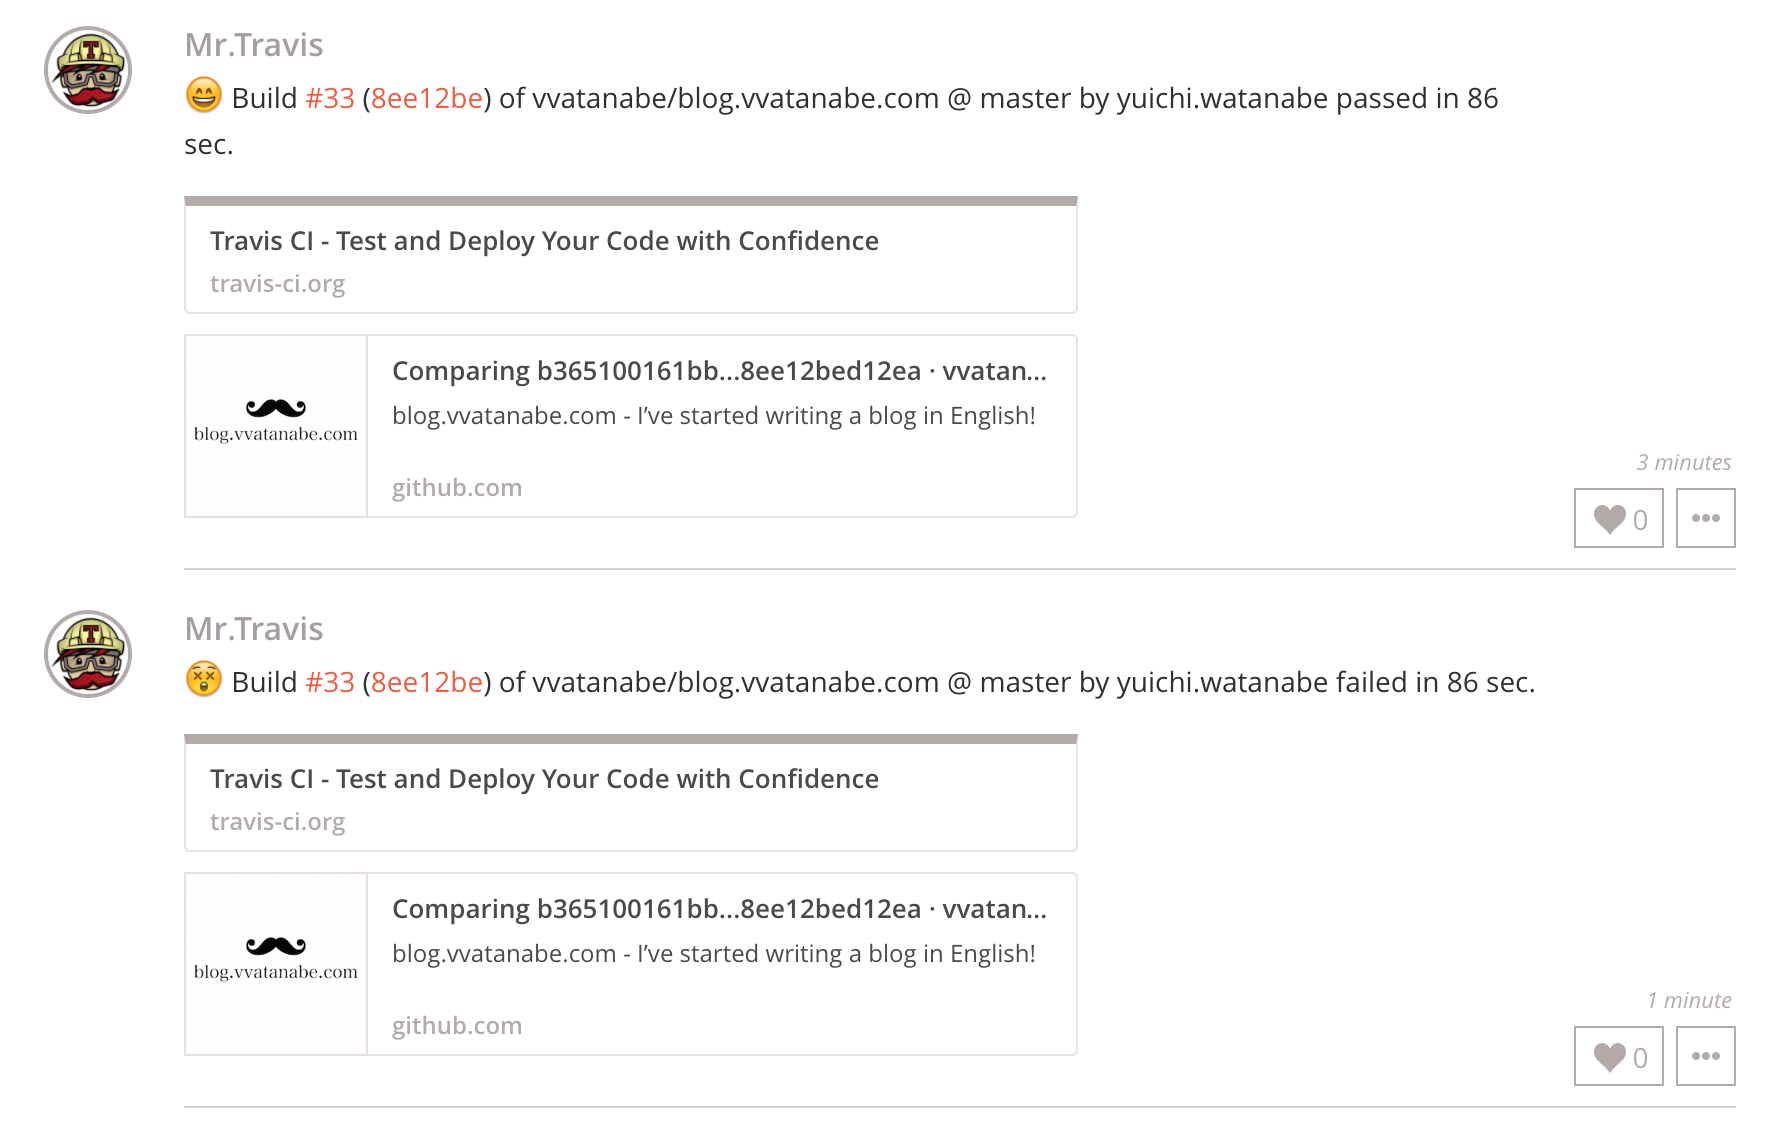 Mr.Travis
😄 Build #33 (8ee12be) of vvatanabe/blog.vvatanabe.com @ master by yuichi.watanabe passed in 86
sec.
Travis CI - Test and Deploy Your Code with Confidence
travis-ci.org
Comparing b365100161bb...8ee12bed12ea · vvatan...
blog.vvatanabe.com - I’ve started writing a blog in English!
blog.vvatanabe.com
github.com
3 minutes
0
Mr.Travis
😲 Build #33 (8ee12be) of vvatanabe/blog.vvatanabe.com @ master by yuichi.watanabe failed in 86 sec.
Travis CI - Test and Deploy Your Code with Confidence
travis-ci.org
Comparing b365100161bb...8ee12bed12ea · vvatan...
blog.vvatanabe.com - I’ve started writing a blog in English!
blog.vvatanabe.com
github.com
1 minute
0